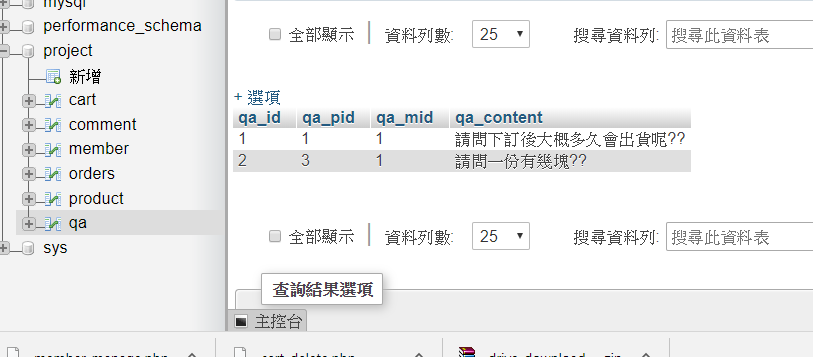 mysql
performance_schema
project
新增
cart
comment
member
orders
product
qa
sys
全部顯示 資料列數: 25 搜尋資料列: 搜尋此資料表
+ 選項
qa_id qa_pid qa_mid qa_content
1 1 1 請問下訂後大概多久會出貨呢??
2 3 1 請問一份有幾塊??
全部顯示 資料列數: 25 搜尋資料列: 搜尋此資料表
查詢結果選項
主控台